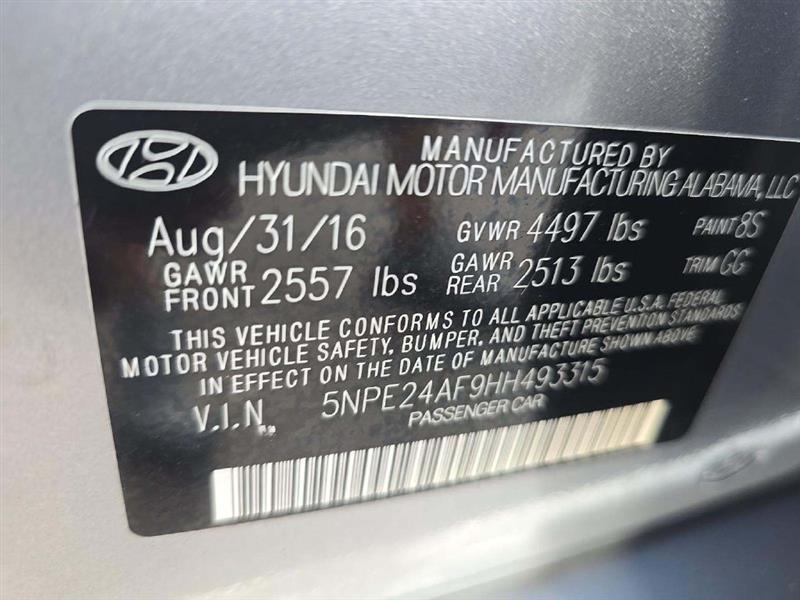 MANUFACTURED BY
HYUNDAI MOTOR MANUFACTURING ALABAMA, LLC
Aug/31/16 GVWR 4497 lbs PAINT 8S
GAWR FRONT 2557 lbs GAWR REAR 2513 lbs TRIM GG
THIS VEHICLE CONFORMS TO ALL APPLICABLE U.S.A. FEDERAL
MOTOR VEHICLE SAFETY, BUMPER, AND THEFT PREVENTION STANDARDS
IN EFFECT ON THE DATE OF MANUFACTURE SHOWN ABOVE
V.I.N. 5NPE24AF9HH493315
PASSENGER CAR